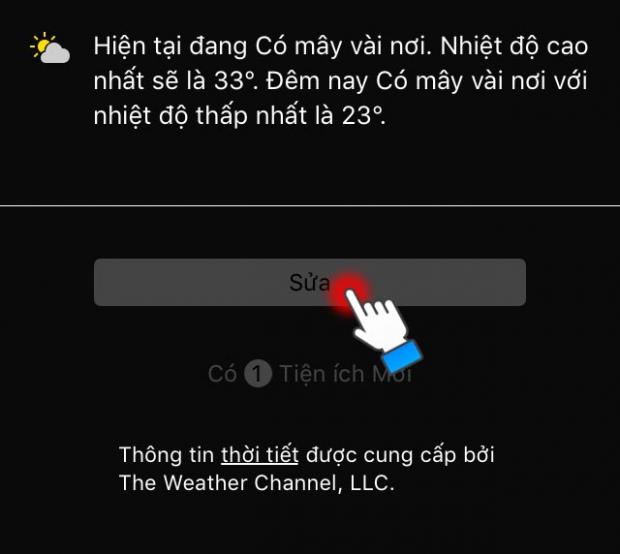 Hiện tại đang Có mây vài nơi. Nhiệt độ cao
nhất sẽ là 33°. Đêm nay Có mây vài nơi với
nhiệt độ thấp nhất là 23°.
Sửa
Có 1 Tiện ích Mới
Thông tin thời tiết được cung cấp bởi
The Weather Channel, LLC.